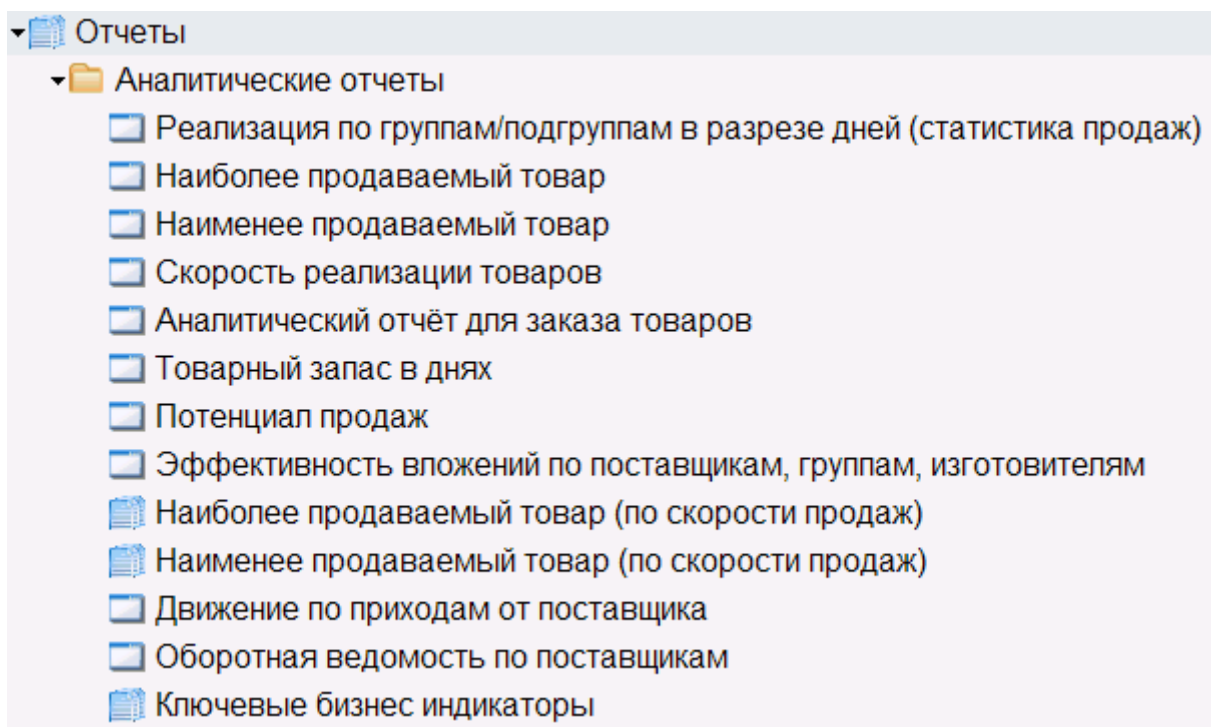 Отчеты
Аналитические отчеты
Реализация по группам/подгруппам в разрезе дней (статистика продаж)
Наиболее продаваемый товар
Наименее продаваемый товар
Скорость реализации товаров
Аналитический отчёт для заказа товаров
Товарный запас в днях
Потенциал продаж
Эффективность вложений по поставщикам, группам, изготовителям
Наиболее продаваемый товар (по скорости продаж)
Наименее продаваемый товар (по скорости продаж)
Движение по приходам от поставщика
Оборотная ведомость по поставщикам
Ключевые бизнес индикаторы